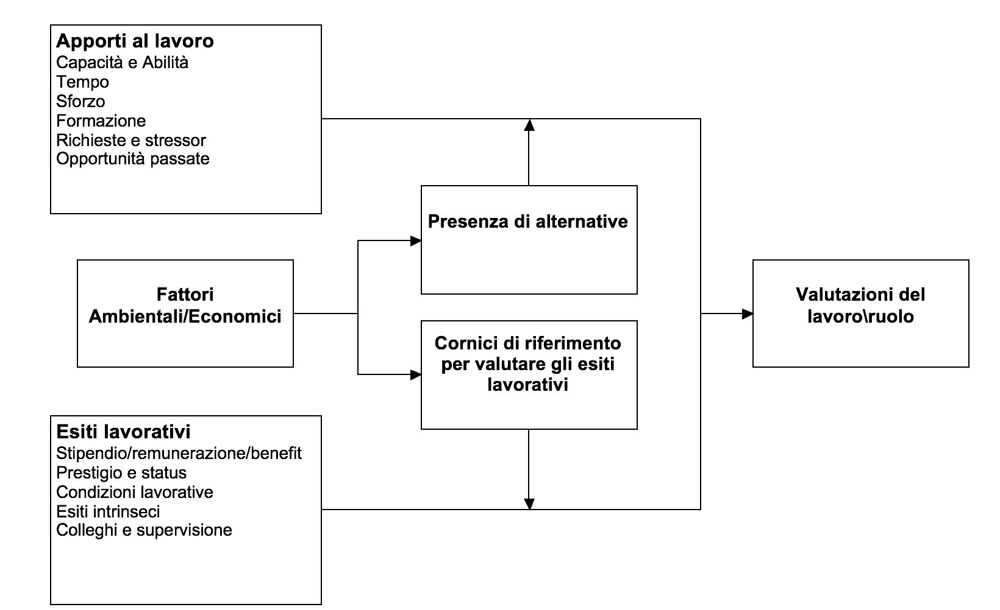 Apporti al lavoro
Capacità e Abilità
Tempo
Sforzo
Formazione
Richieste e stressor
Opportunità passate
Presenza di alternative
Fattori
Ambientali/Economici
Cornici di riferimento
per valutare gli esiti
lavorativi
Valutazioni del
lavoro\ruolo
Esiti lavorativi
Stipendio/remunerazione/benefit
Prestigio e status
Condizioni lavorative
Esiti intrinseci
Colleghi e supervisione